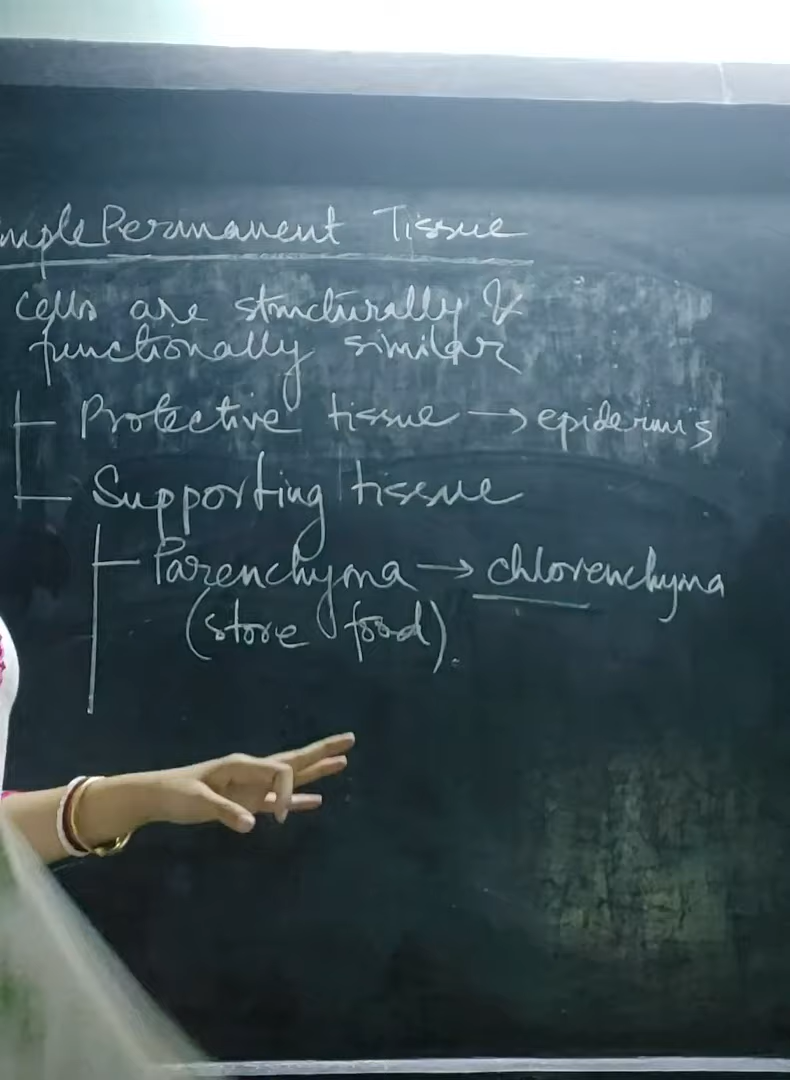 mple Permanent Tissue
cells are structurally &
functionally similar
Protective tissue → epidermis
Supporting tissue
Parenchyma → chlorenchyma
(store food).